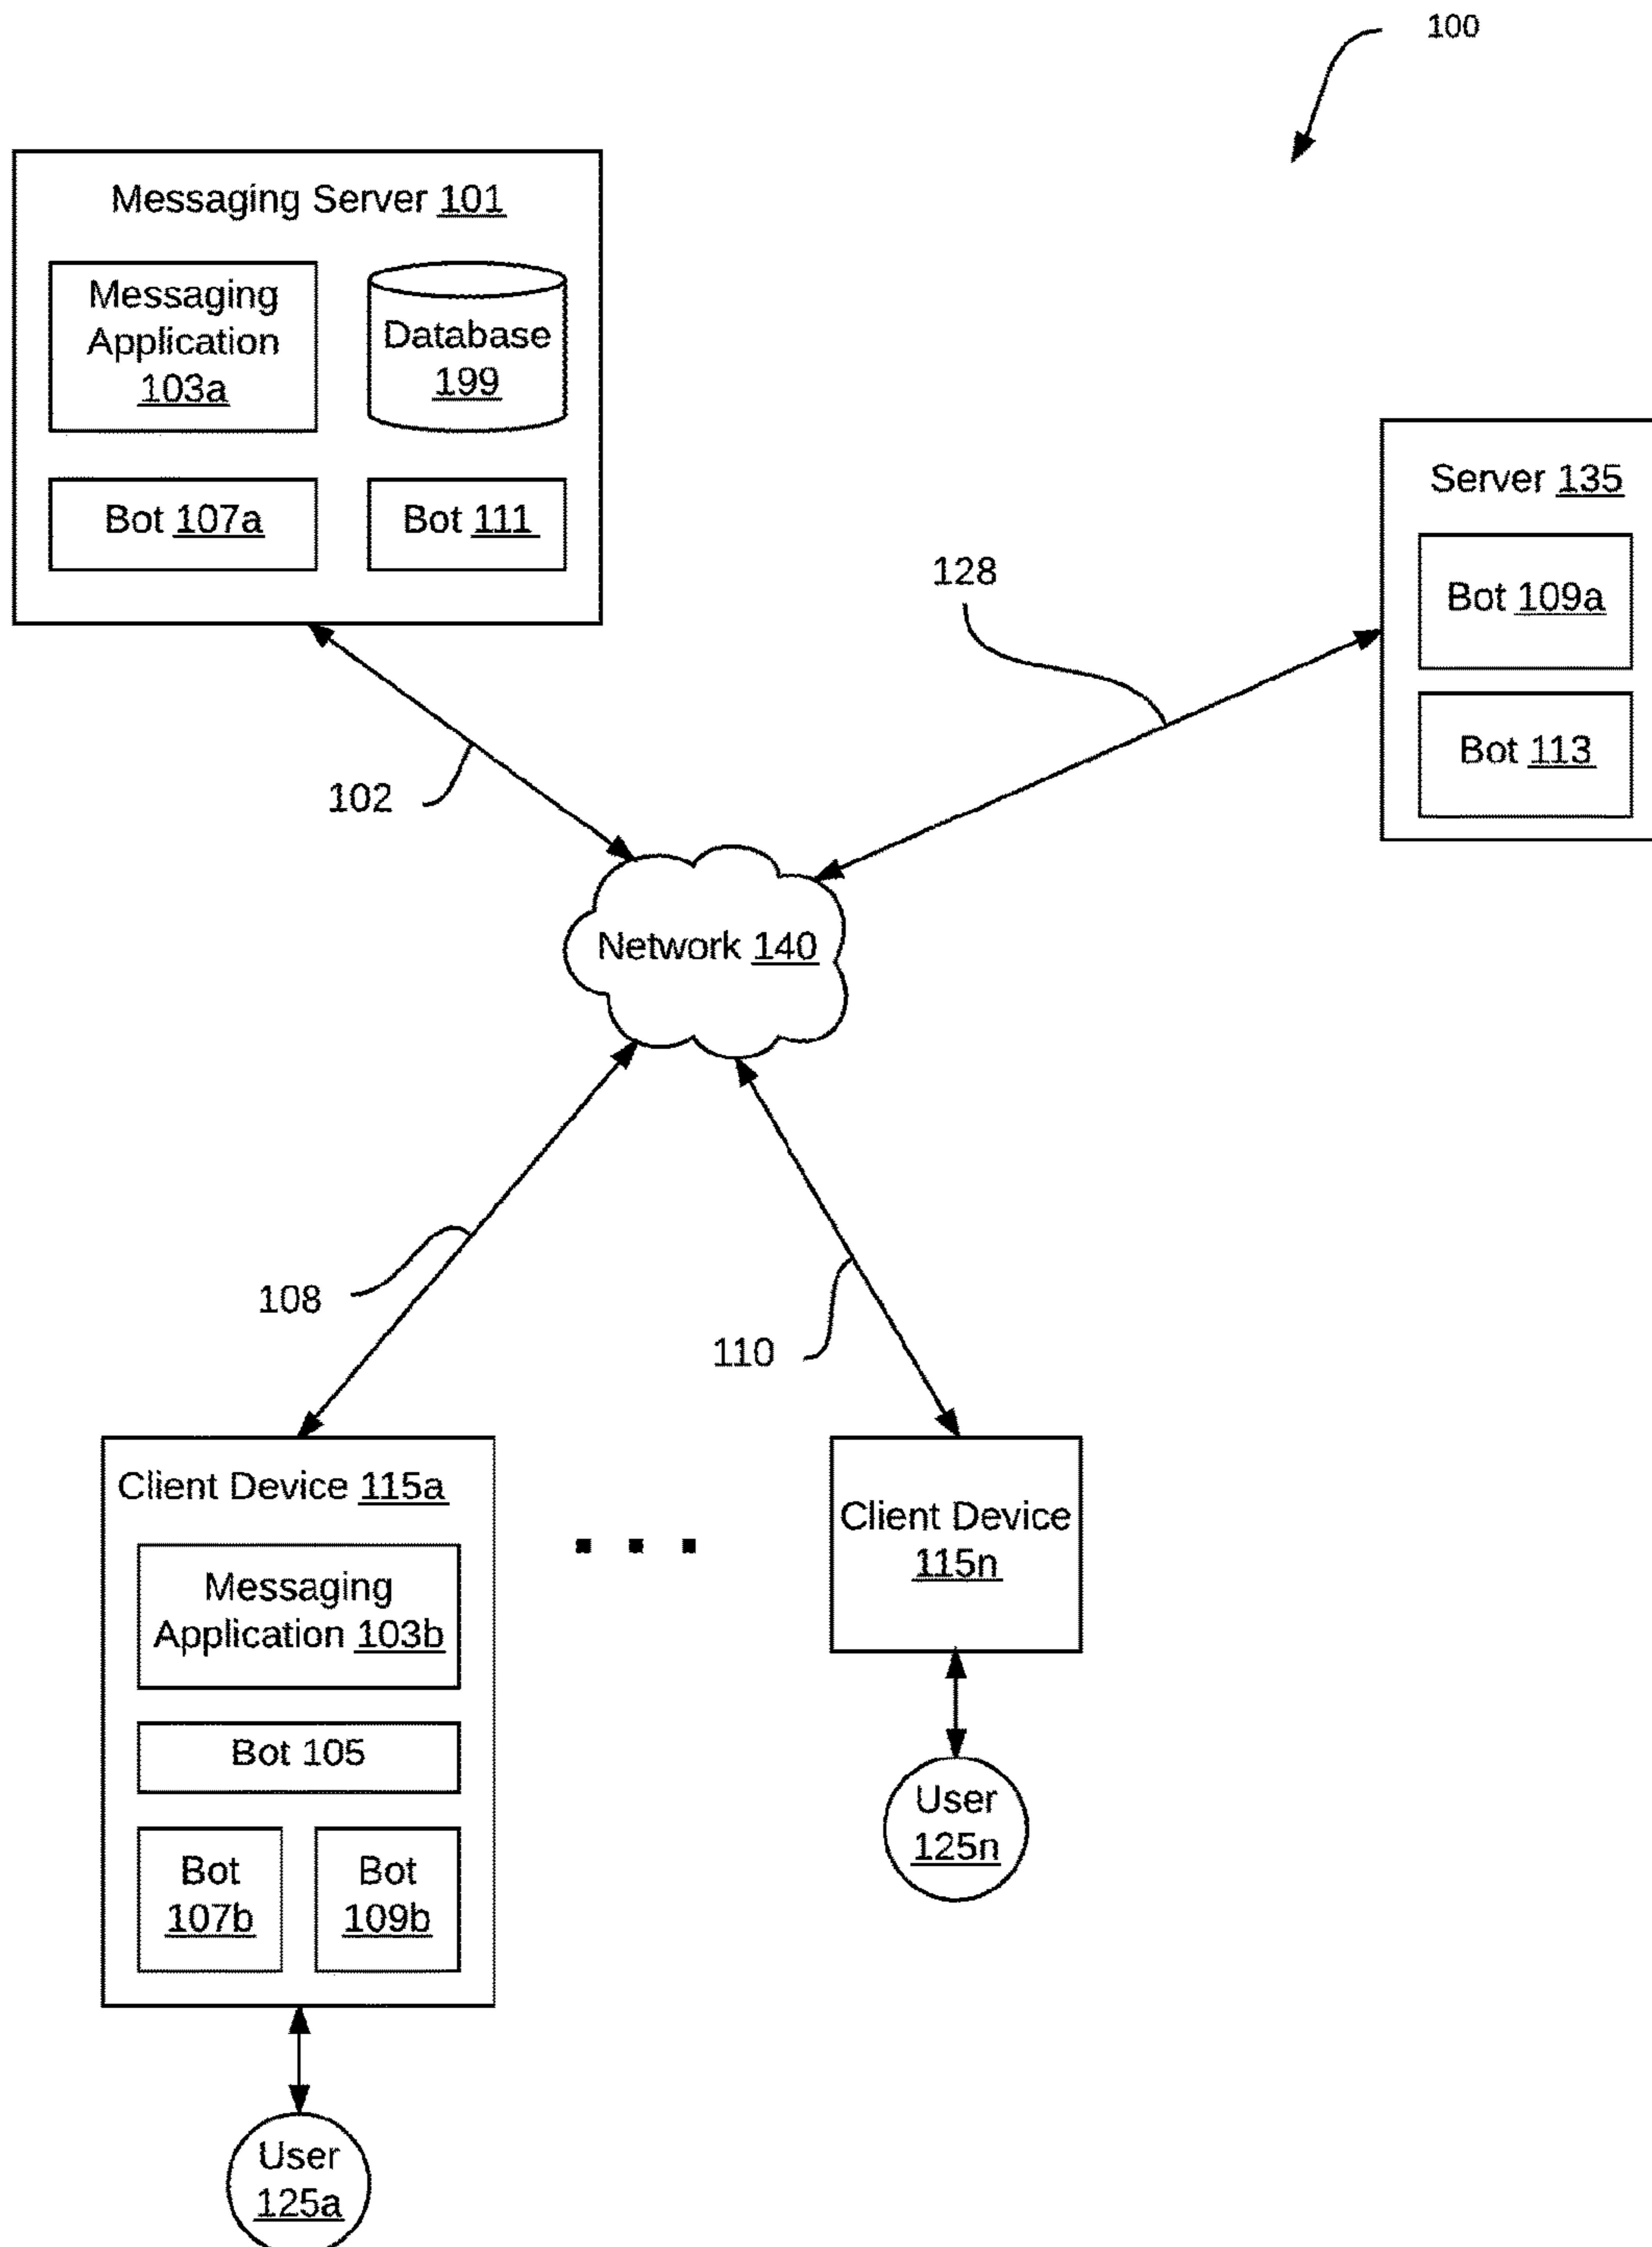 100
Messaging Server 101
Messaging
Application
103a
Database
199
Bot 107a
Bot 111
Server 135
Bot 109a
Bot 113
128
102
Network 140
108
110
Client Device 115a
Messaging
Application 103b
Bot 105
Bot
107b
Bot
109b
Client Device
115n
User
125n
User
125a